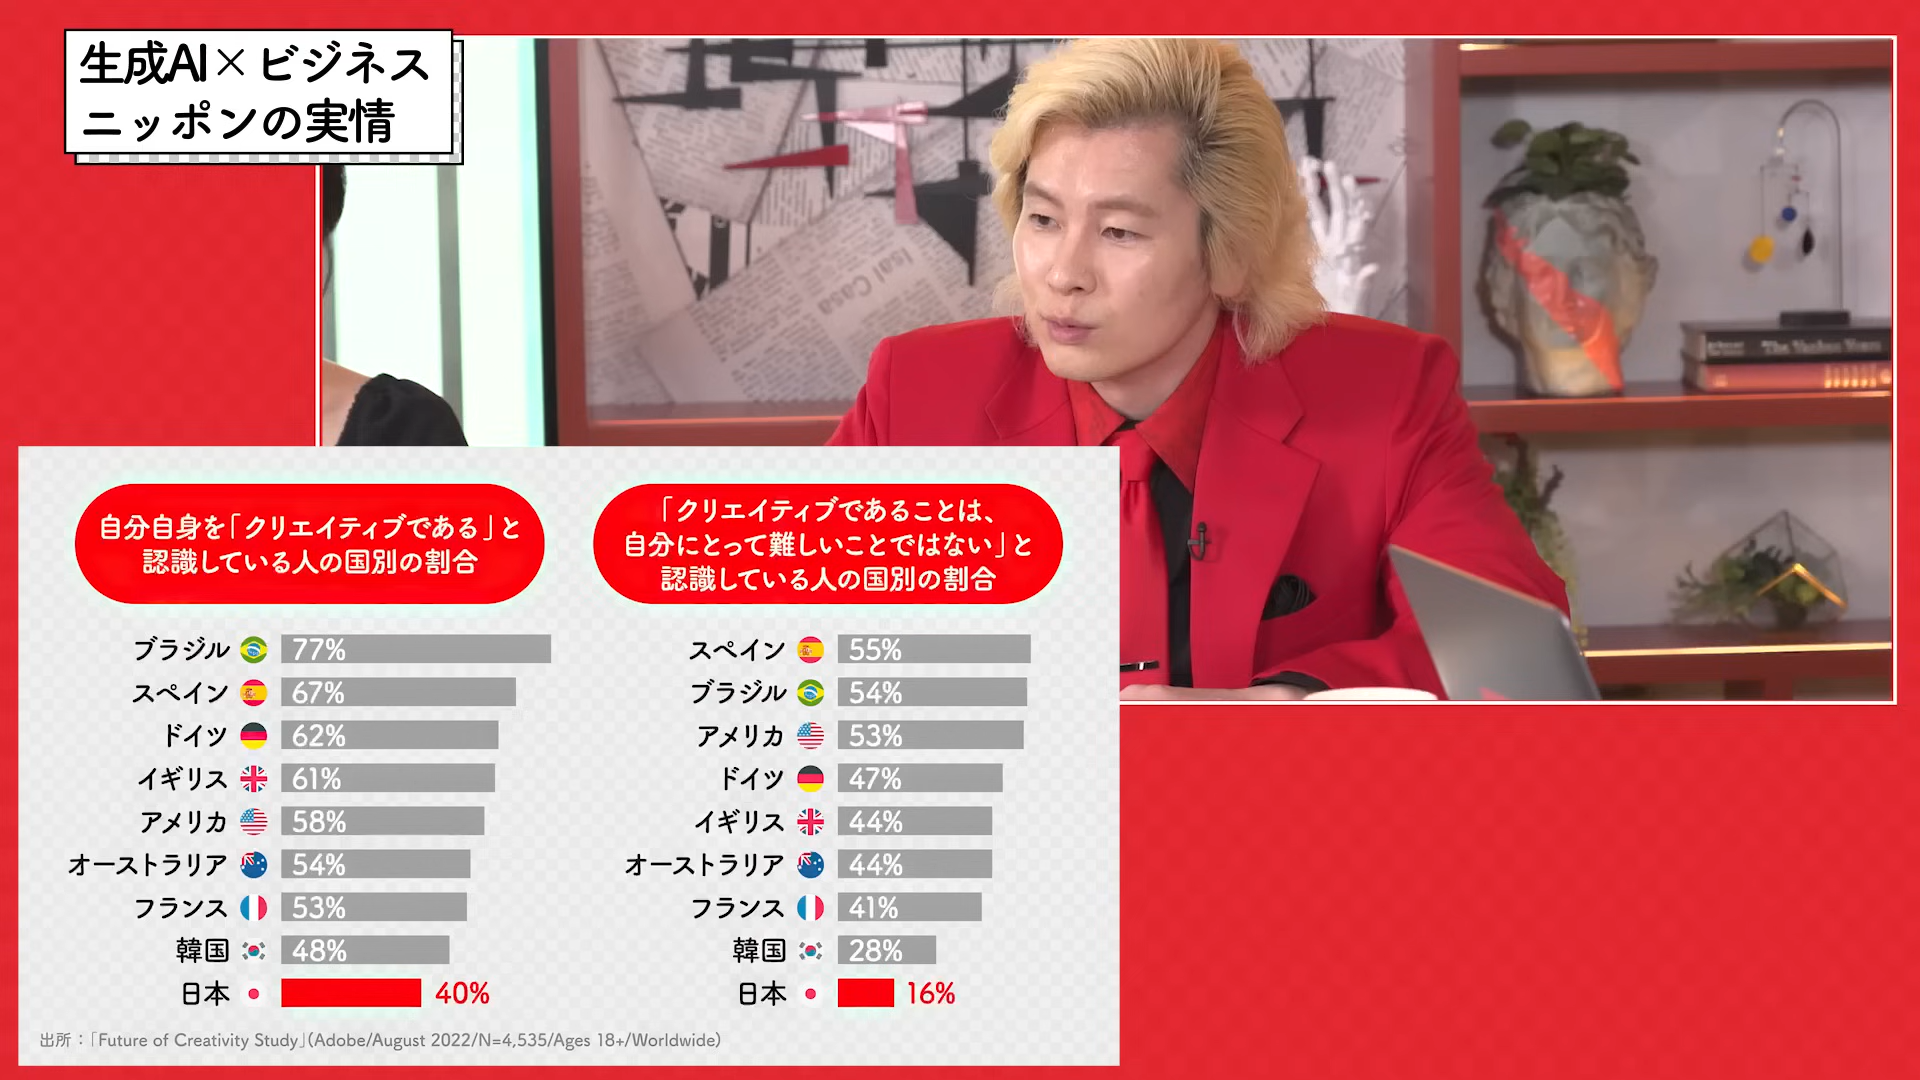 生成AI×ビジネス
ニッポンの実情
Isal Casa
The Yankee Years
自分自身を「クリエイティブである」と
認識している人の国別の割合
ブラジル 77%
スペイン 67%
ドイツ 62%
イギリス 61%
アメリカ 58%
オーストラリア 54%
フランス 53%
韓国 48%
日本 40%
「クリエイティブであることは、
自分にとって難しいことではない」と
認識している人の国別の割合
スペイン 55%
ブラジル 54%
アメリカ 53%
ドイツ 47%
イギリス 44%
オーストラリア 44%
フランス 41%
韓国 28%
日本 16%
出所：「Future of Creativity Study」(Adobe/August 2022/N=4,535/Ages 18+/Worldwide)